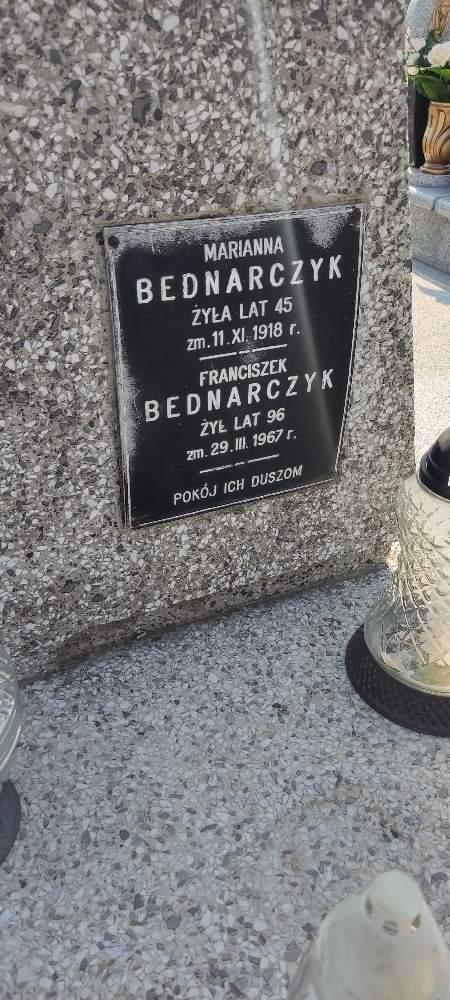 MARIANNA
BEDNARCZYK
ŻYŁA LAT 45
zm. 11. XI. 1918 r.
FRANCISZEK
BEDNARCZYK
ŻYŁ LAT 96
zm. 29. III. 1967 r.
POKÓJ ICH DUSZOM